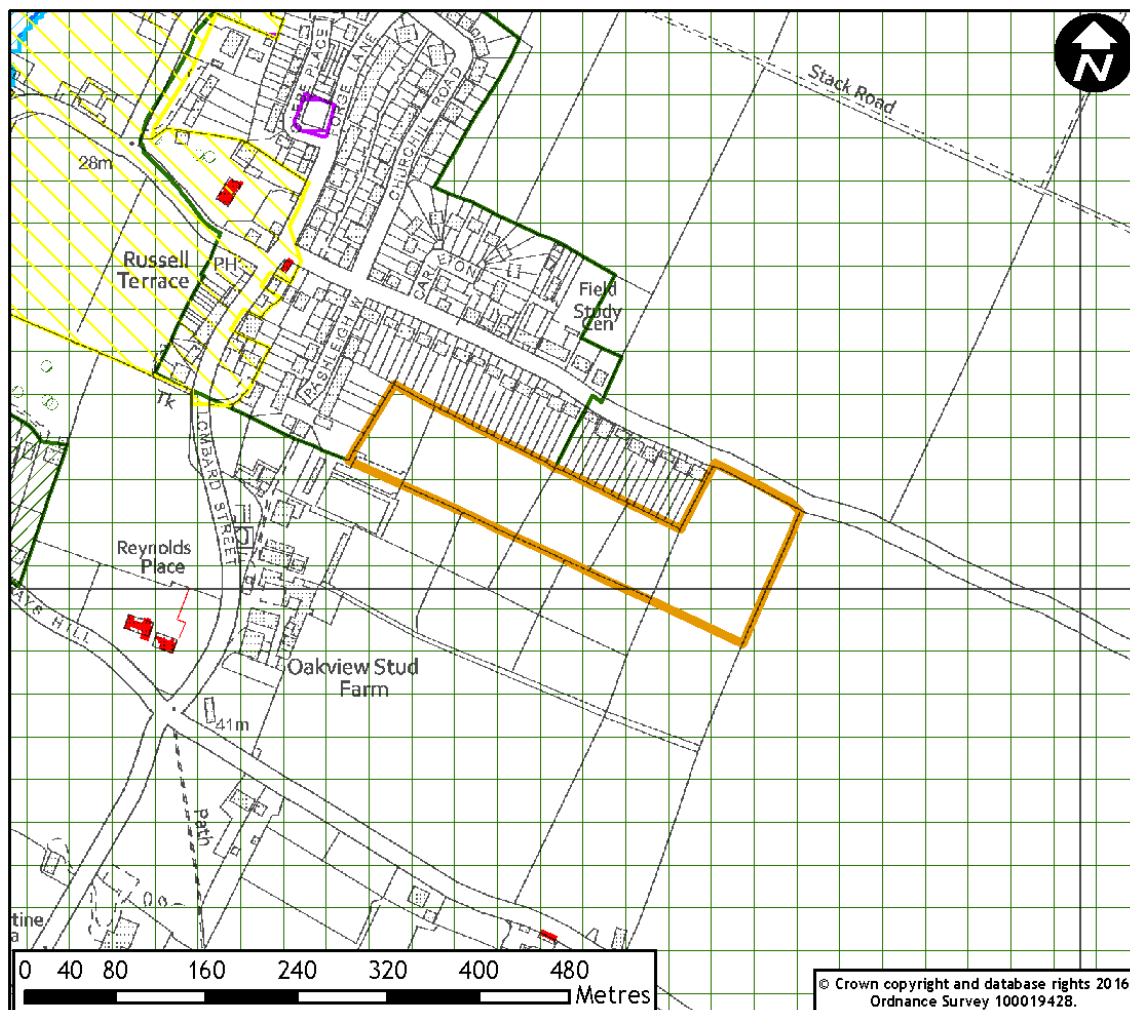 N
Stack Road
LANE
CHURCHILL ROAD
28m
Russell
Terrace
PH
Field
Study
Cen
Tk
LOMBARD STREET
Reynolds
Place
Oakview Stud
Farm
41m
Path
tine
a
0 40 80 160 240 320 400 480
Metres
© Crown copyright and database rights 2016
Ordnance Survey 100019428.